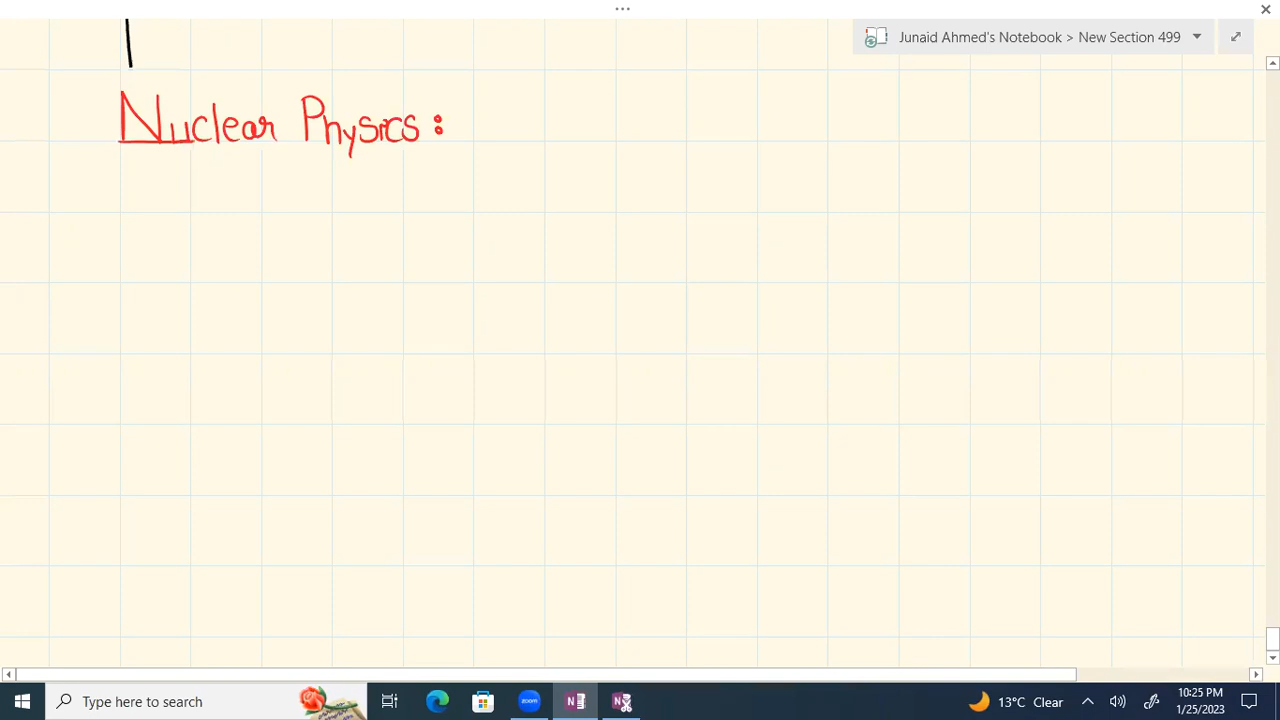 Junaid Ahmed's Notebook > New Section 499
Nuclear Physics:
Type here to search
zoom
13°C Clear
10:25 PM
1/25/2023